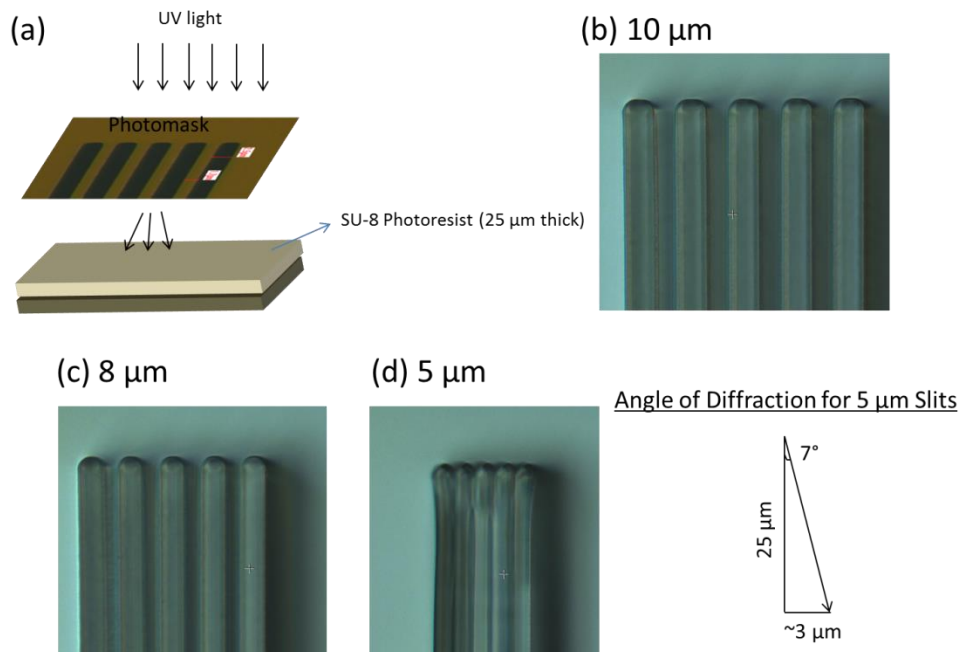 (a)
UV light
Photomask
SU-8 Photoresist (25 µm thick)
(b) 10 µm
(c) 8 µm
(d) 5 µm
Angle of Diffraction for 5 µm Slits
7°
25 µm
~3 µm